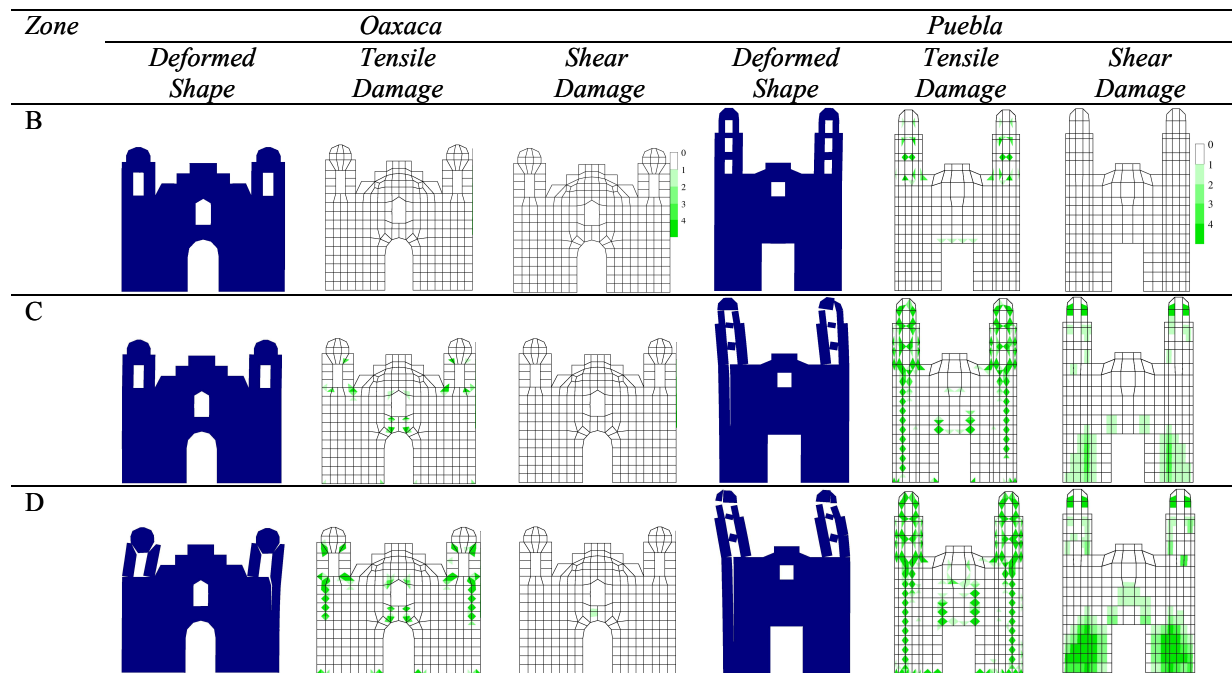 Zone Oaxaca Puebla
Deformed Tensile Shear Deformed Tensile Shear
Shape Damage Damage Shape Damage Damage
B
0
1
2
3
4
0
1
2
3
4
C
D